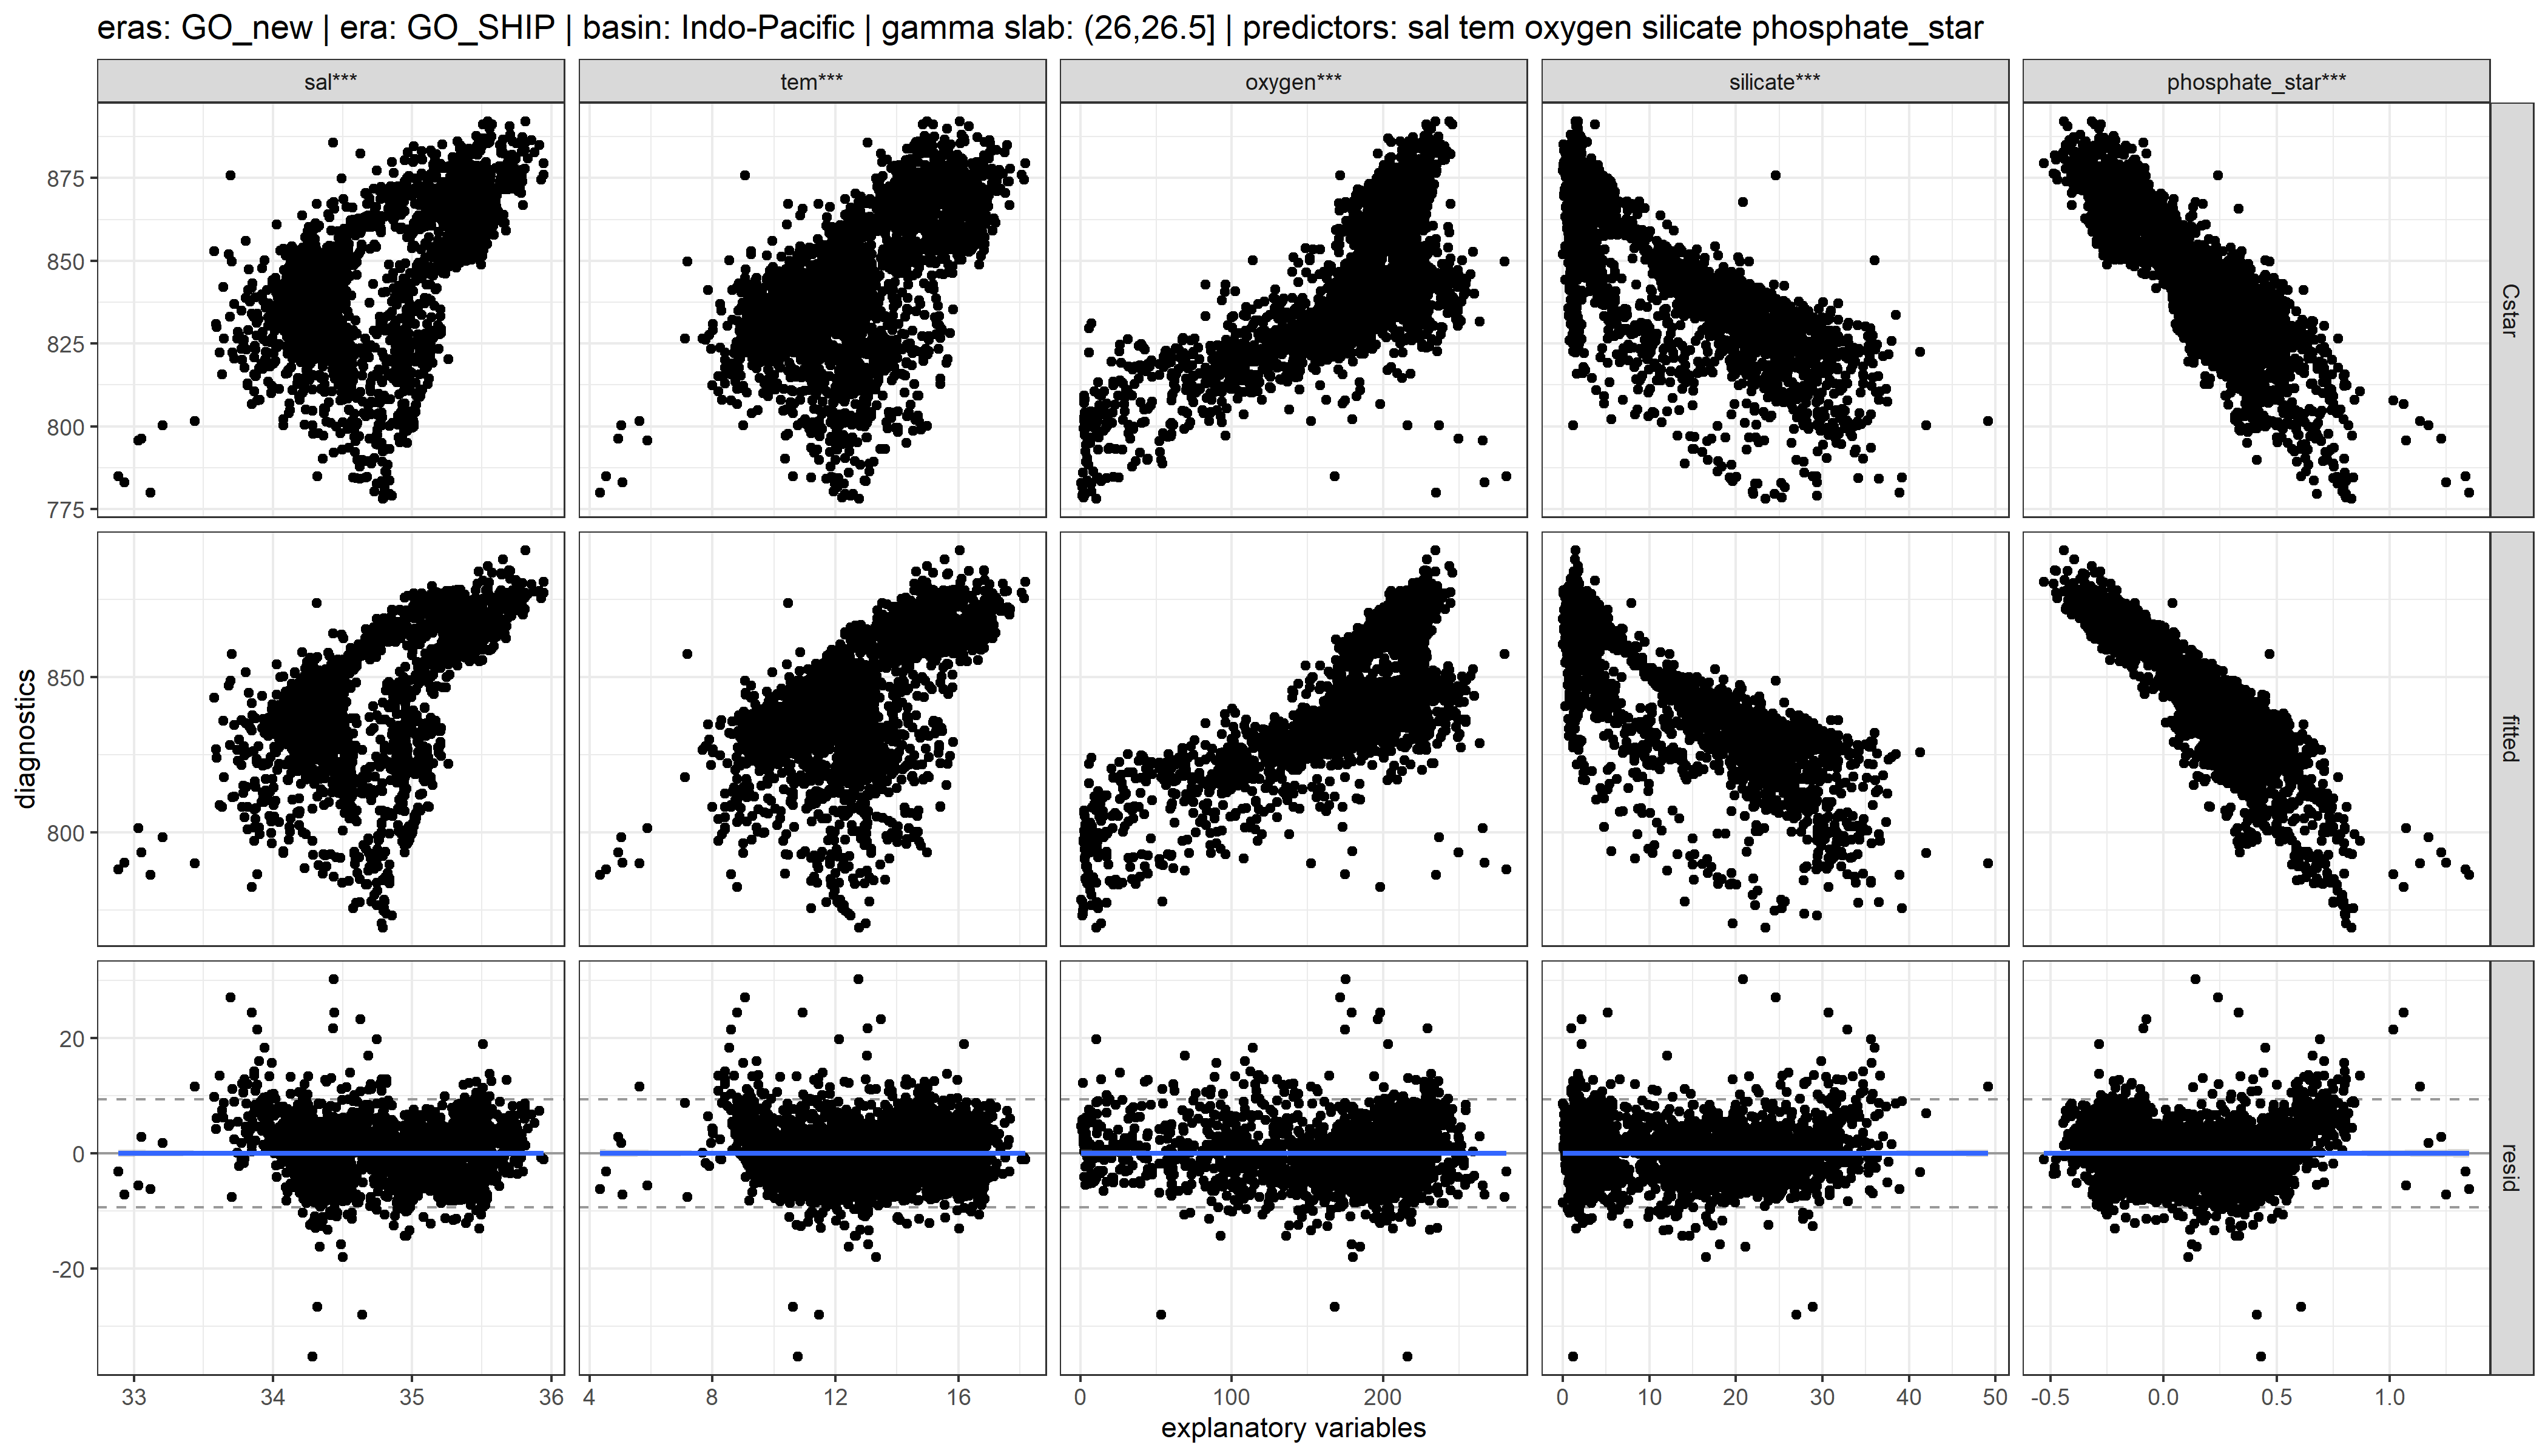 eras: GO_new | era: GO_SHIP | basin: Indo-Pacific | gamma slab: (26,26.5] | predictors: sal tem oxygen silicate phosphate_star
sal*** tem*** oxygen*** silicate*** phosphate_star***
875
850
825
800
775
Cstar
850
800
fitted
diagnostics
20
0
-20
resid
33 34 35 36 4 8 12 16 0 100 200 0 10 20 30 40 50 -0.5 0.0 0.5 1.0
explanatory variables